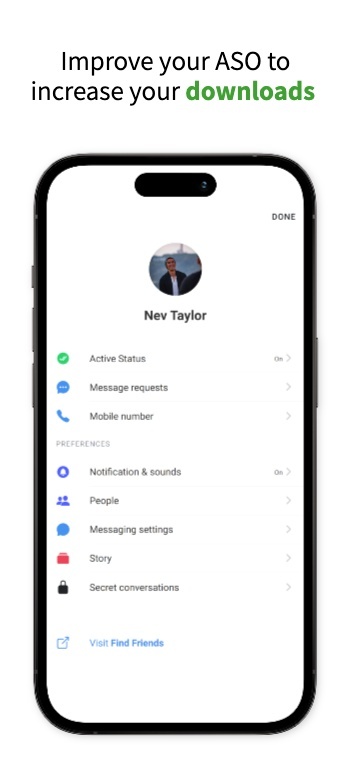 Improve your ASO to
increase your downloads
DONE
Nev Taylor
Active Status On
Message requests
Mobile number
PREFERENCES
Notification & sounds On
People
Messaging settings
Story
Secret conversations
Visit Find Friends